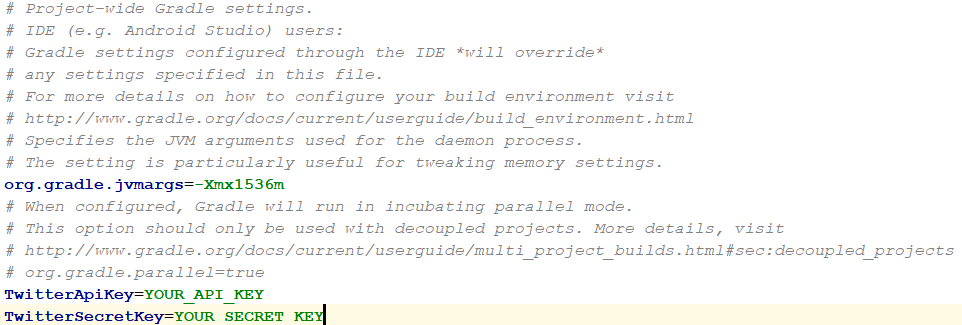 # Project-wide Gradle settings.
# IDE (e.g. Android Studio) users:
# Gradle settings configured through the IDE *will override*
# any settings specified in this file.
# For more details on how to configure your build environment visit
# http://www.gradle.org/docs/current/userguide/build_environment.html
# Specifies the JVM arguments used for the daemon process.
# The setting is particularly useful for tweaking memory settings.
org.gradle.jvmargs=-Xmx1536m
# When configured, Gradle will run in incubating parallel mode.
# This option should only be used with decoupled projects. More details, visit
# http://www.gradle.org/docs/current/userguide/multi_project_builds.html#sec:decoupled_projects
# org.gradle.parallel=true
TwitterApiKey=YOUR_API_KEY
TwitterSecretKey=YOUR SECRET KEY